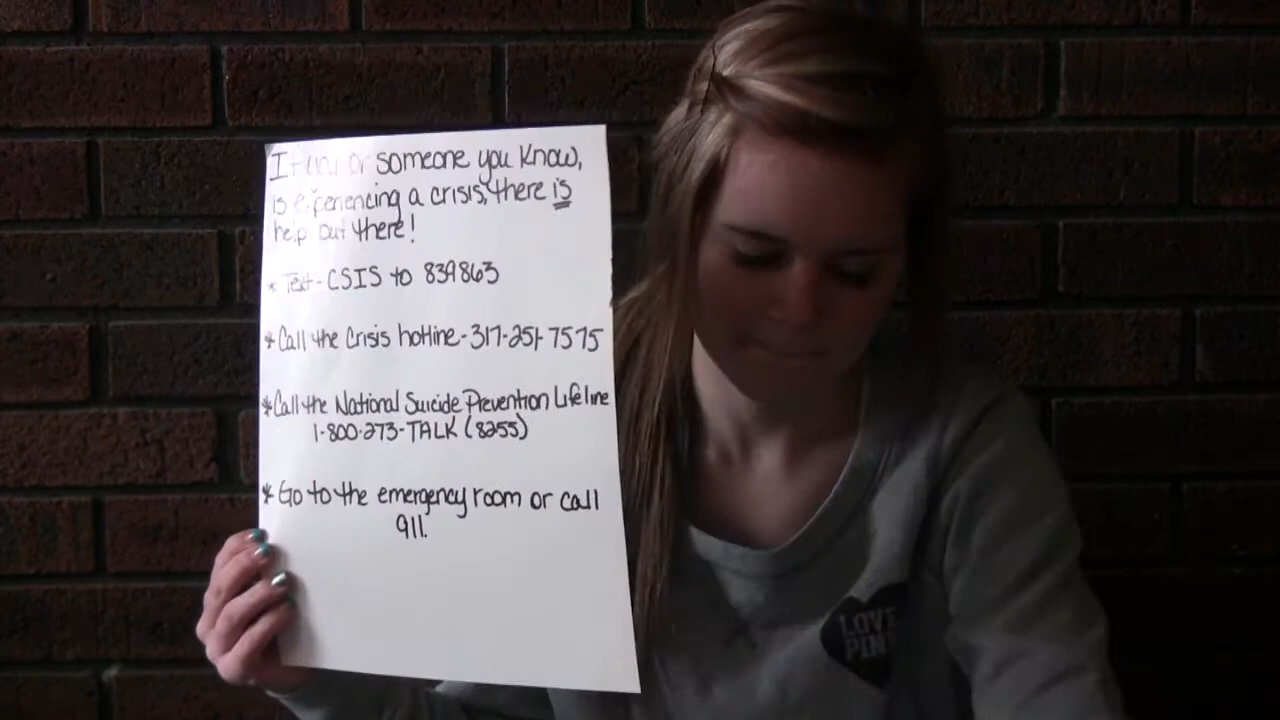 If you or someone you know,
is experiencing a crisis, there is
help out there!
* Text - CSIS to 839863
* Call the Crisis hotline - 317-251-7575
* Call the National Suicide Prevention Lifeline
1-800-273-TALK (8255)
* Go to the emergency room or call
911.
LOVE
PINK